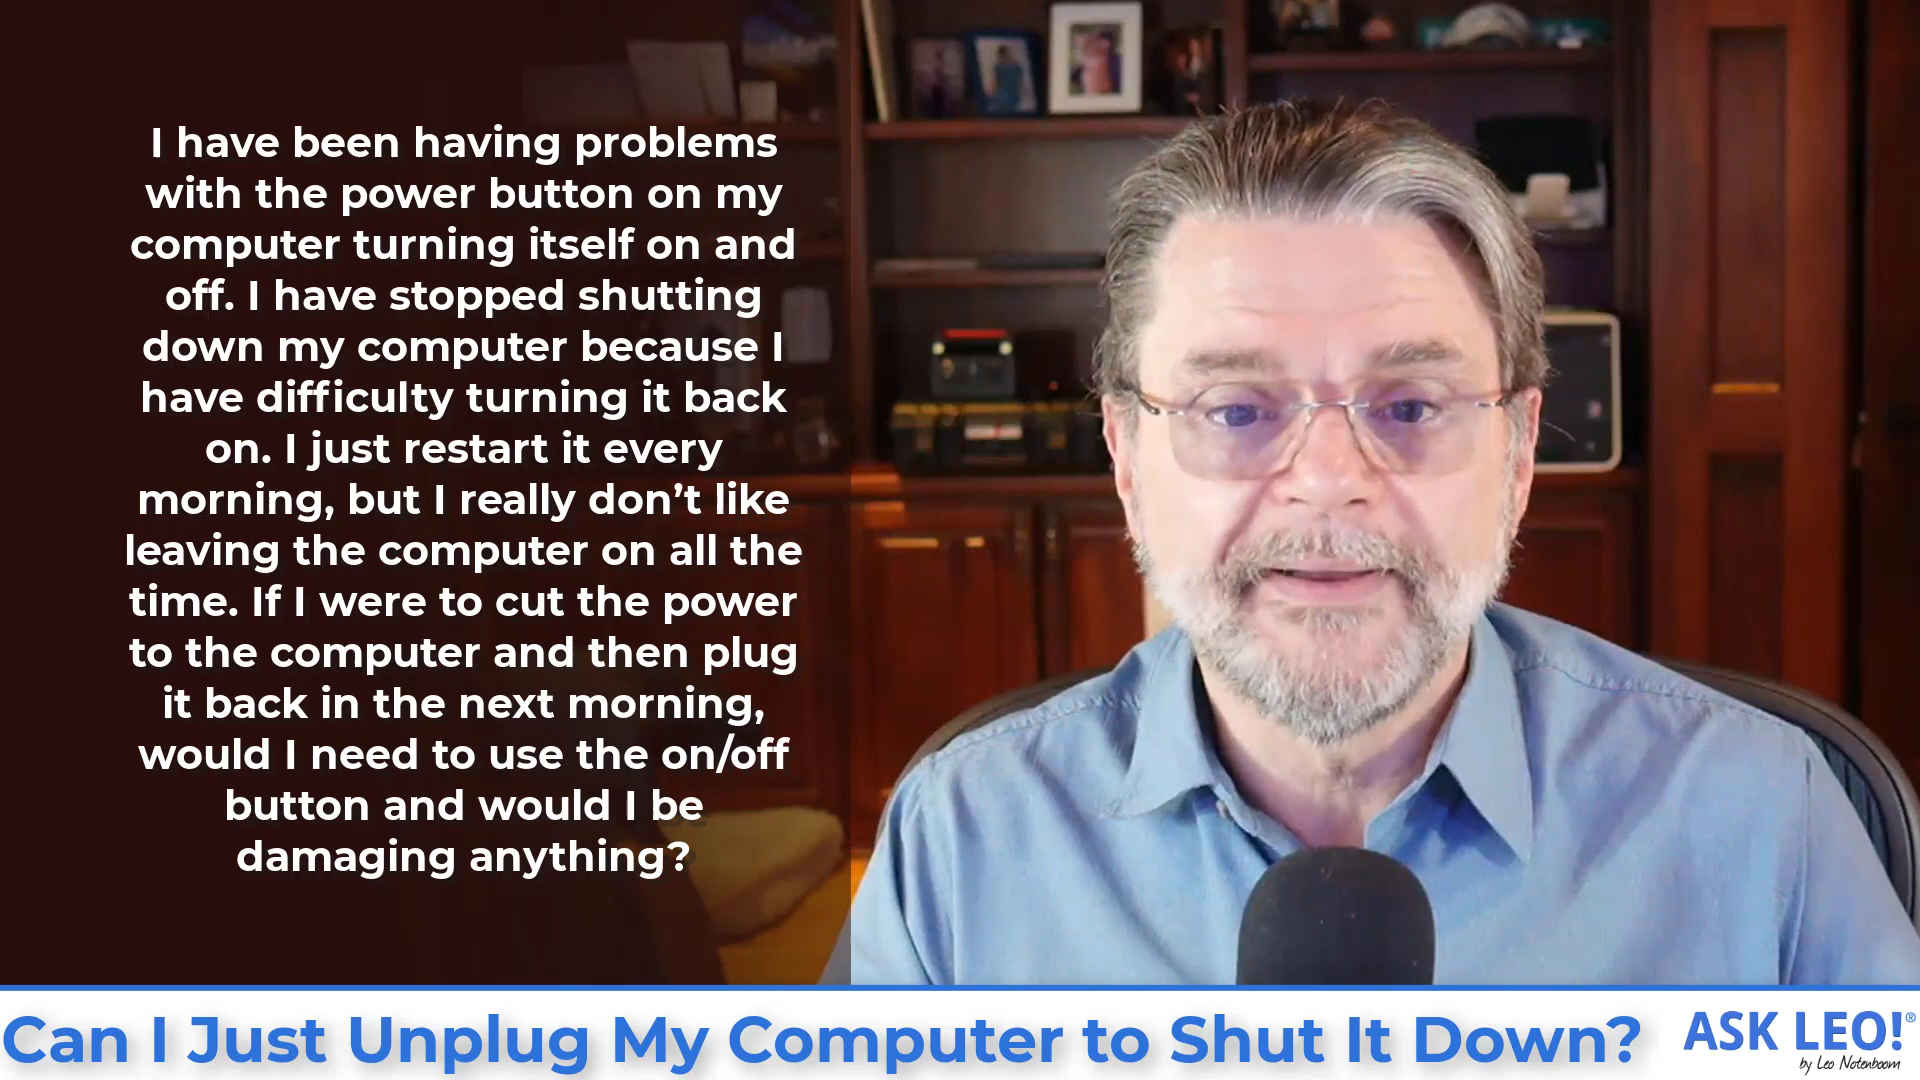 I have been having problems
with the power button on my
computer turning itself on and
off. I have stopped shutting
down my computer because I
have difficulty turning it back
on. I just restart it every
morning, but I really don’t like
leaving the computer on all the
time. If I were to cut the power
to the computer and then plug
it back in the next morning,
would I need to use the on/off
button and would I be
damaging anything?
Can I Just Unplug My Computer to Shut It Down?
ASK LEO!®
by Leo Notenboom